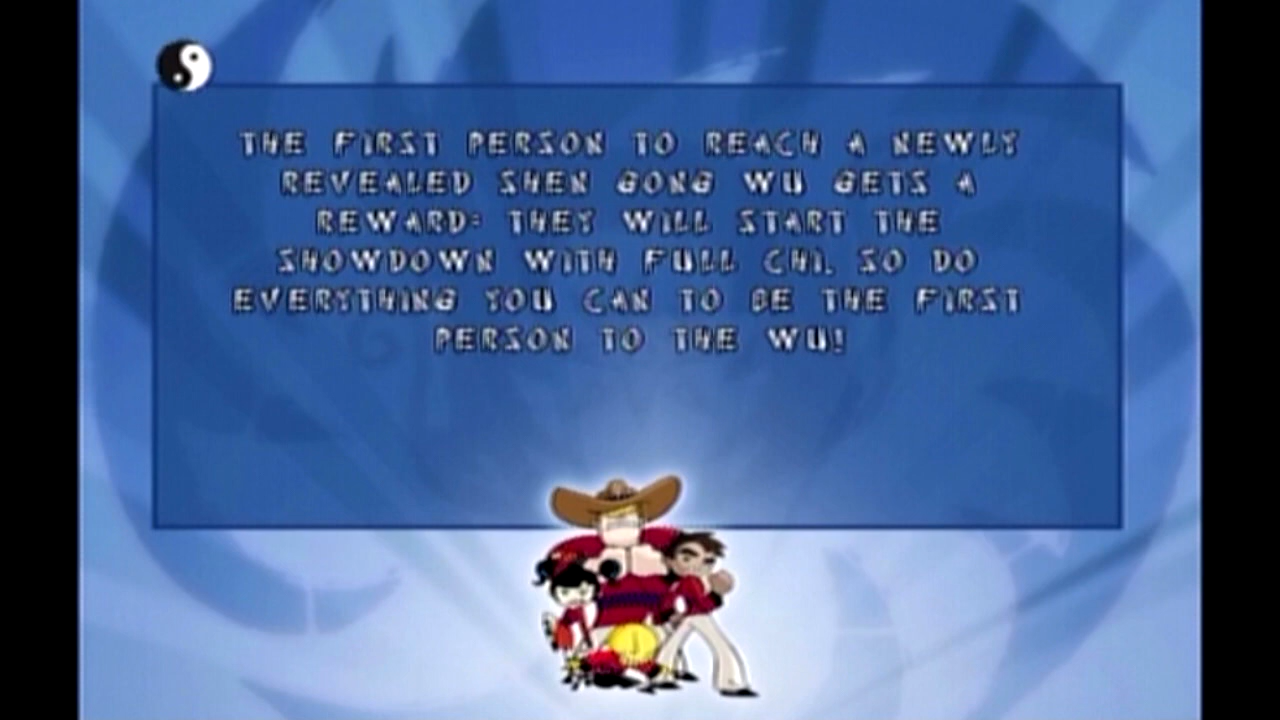 THE FIRST PERSON TO REACH A NEWLY
REVEALED SHEN GONG WU GETS A
REWARD: THEY WILL START THE
SHOWDOWN WITH FULL CHI. SO DO
EVERYTHING YOU CAN TO BE THE FIRST
PERSON TO THE WU!